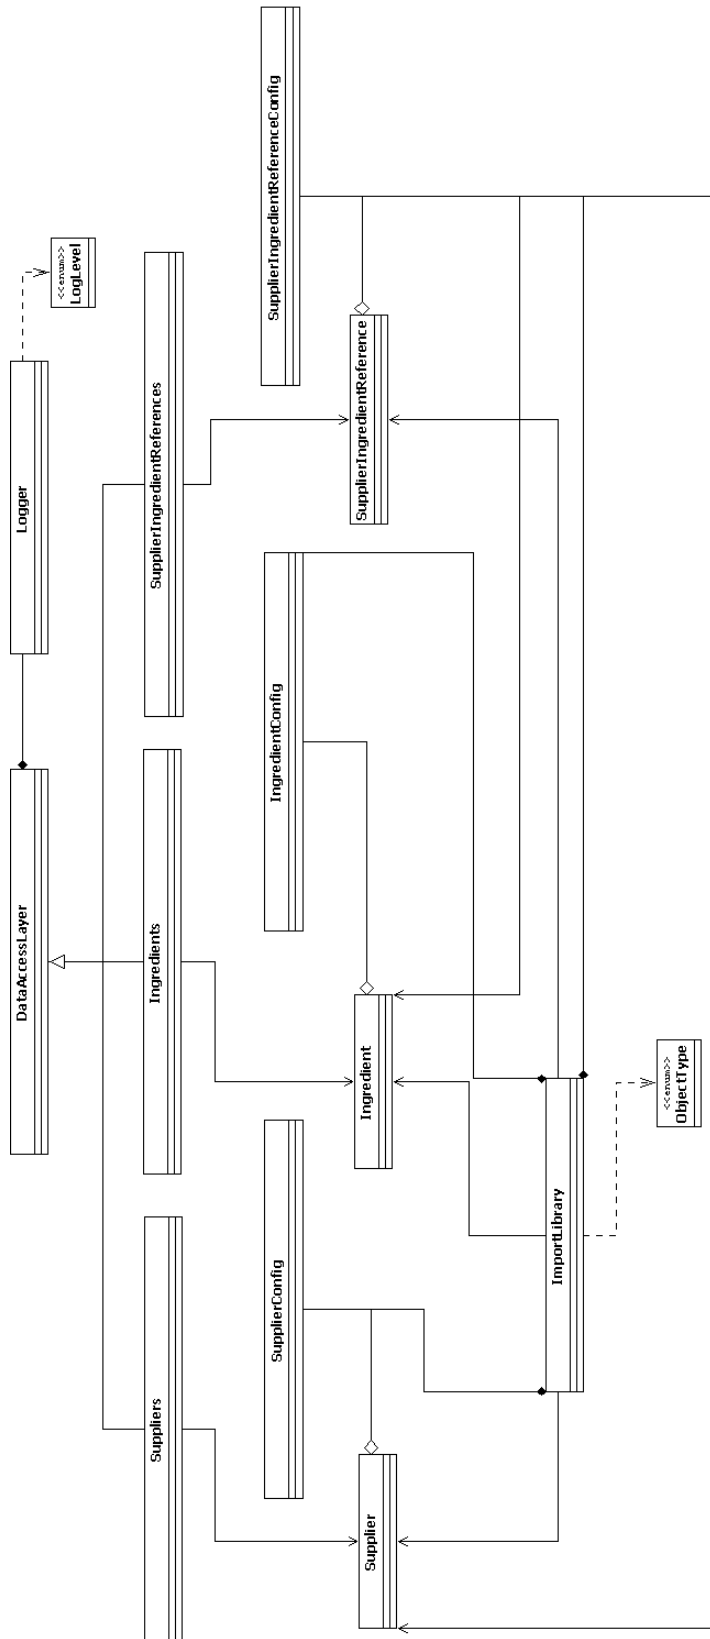 DataAccessLayer
Logger
<<enum>>
LogLevel
Suppliers
Ingredients
SupplierIngredientReferences
SupplierConfig
IngredientConfig
SupplierIngredientReferenceConfig
Supplier
Ingredient
SupplierIngredientReference
ImportLibrary
<<enum>>
ObjectType